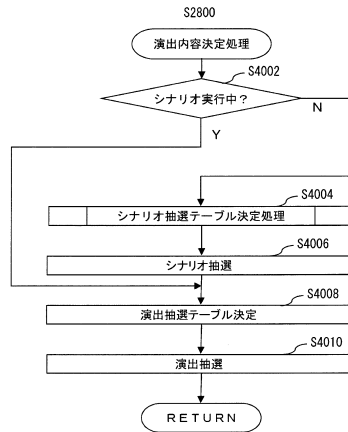 S2800
演出内容決定処理
S4002
シナリオ実行中？
N
Y
S4004
シナリオ抽選テーブル決定処理
S4006
シナリオ抽選
S4008
演出抽選テーブル決定
S4010
演出抽選
RETURN